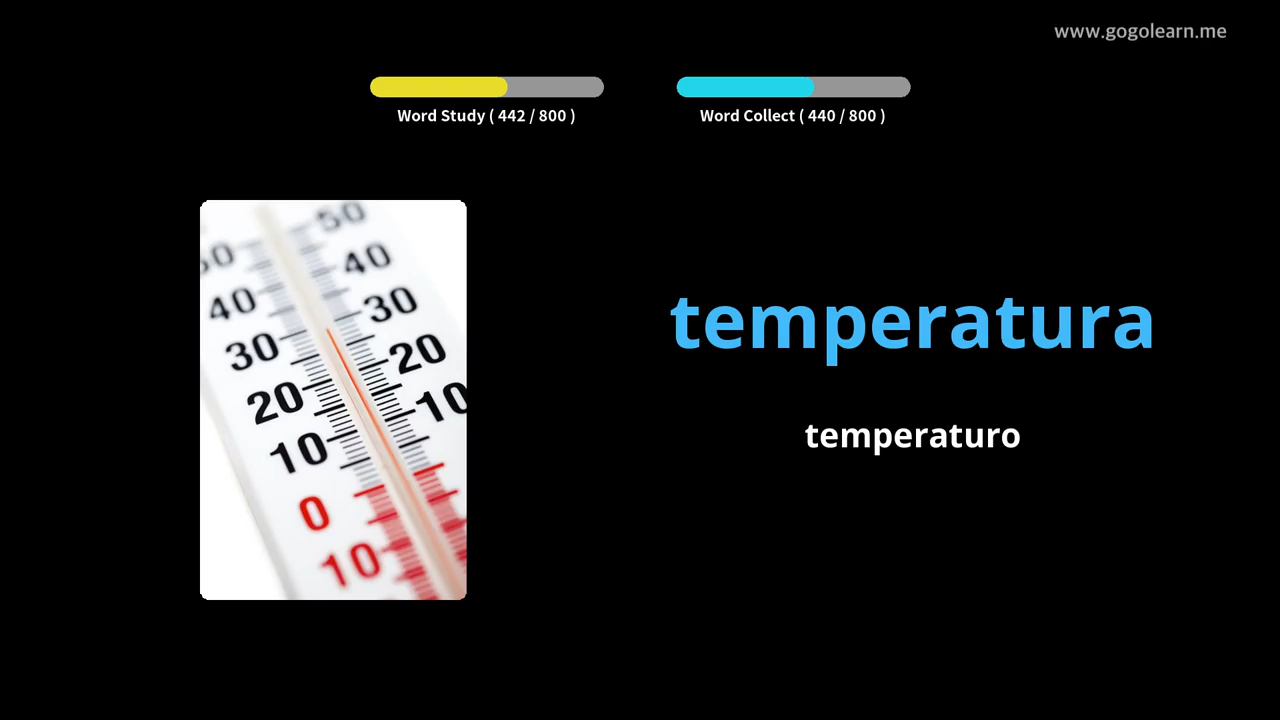 www.gogolearn.me
Word Study ( 442 / 800 )
Word Collect ( 440 / 800 )
50
40
40
30
30
20
20
10
10
0
10
temperatura
temperaturo